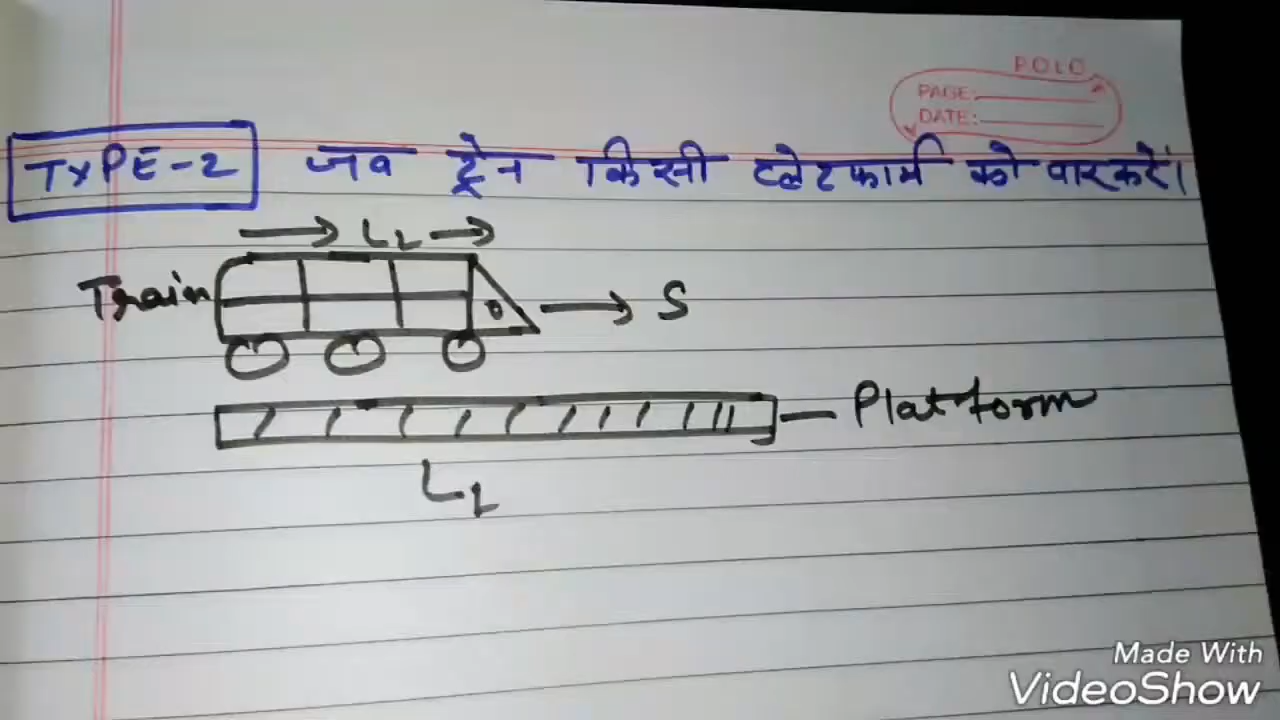 POLO
PAGE:
DATE:
TYPE-2 जब ट्रेन किसी प्लेटफार्म को पार करें।
L₁
Train S
Platform
L₂
Made With
VideoShow